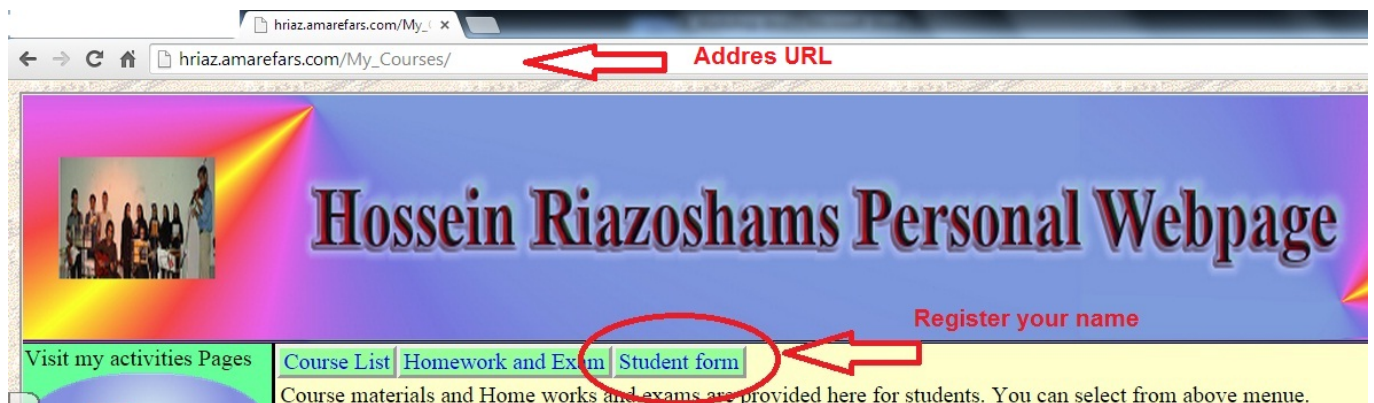 hriaz.amarefars.com/My_
hriaz.amarefars.com/My_Courses/
Addres URL
Hossein Riazoshams Personal Webpage
Register your name
Visit my activities Pages
Course List Homework and Exam Student form
Course materials and Home works and exams are provided here for students. You can select from above menue.